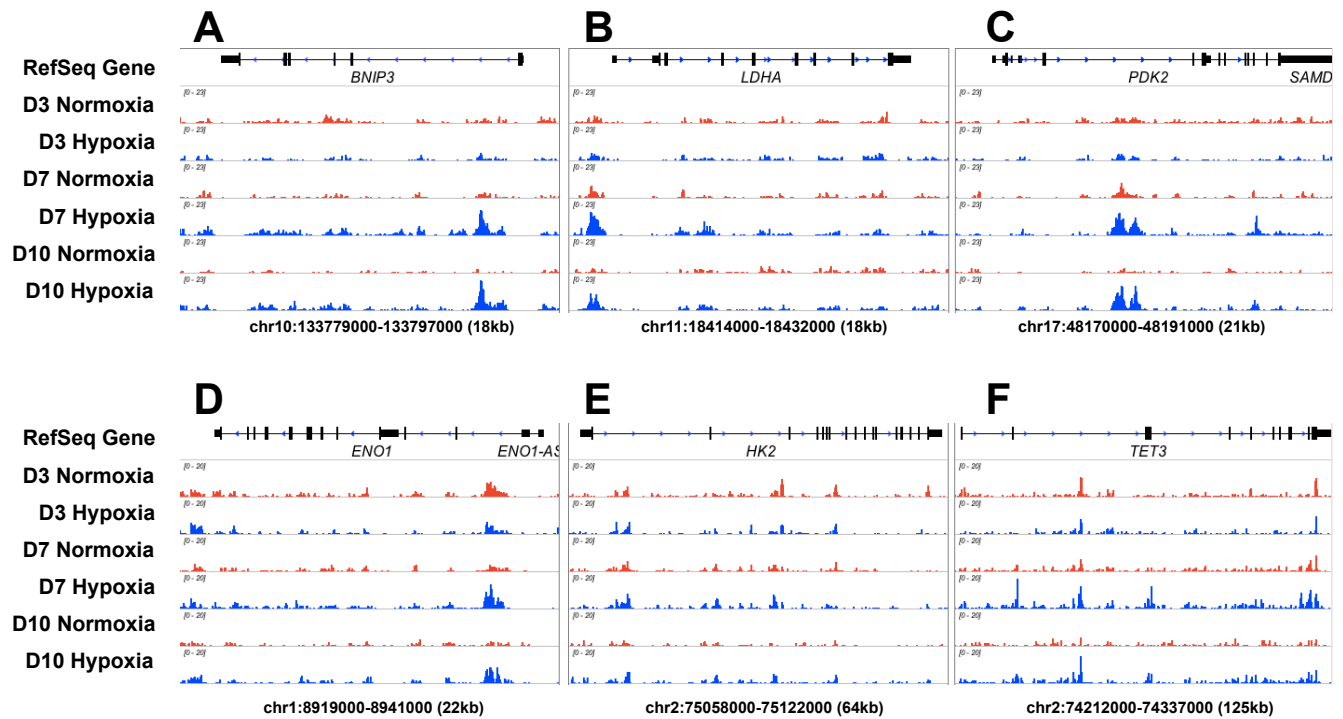 A B C
RefSeq Gene
BNIP3 LDHA PDK2 SAMD
D3 Normoxia
[0 - 23] [0 - 23] [0 - 23]
D3 Hypoxia
[0 - 23] [0 - 23] [0 - 23]
D7 Normoxia
[0 - 23] [0 - 23] [0 - 23]
D7 Hypoxia
[0 - 23] [0 - 23] [0 - 23]
D10 Normoxia
[0 - 23] [0 - 23] [0 - 23]
D10 Hypoxia
[0 - 23] [0 - 23] [0 - 23]
chr10:133779000-133797000 (18kb) chr11:18414000-18432000 (18kb) chr17:48170000-48191000 (21kb)
D E F
RefSeq Gene
ENO1 ENO1-AS HK2 TET3
D3 Normoxia
[0 - 20] [0 - 20] [0 - 20]
D3 Hypoxia
[0 - 20] [0 - 20] [0 - 20]
D7 Normoxia
[0 - 20] [0 - 20] [0 - 20]
D7 Hypoxia
[0 - 20] [0 - 20] [0 - 20]
D10 Normoxia
[0 - 20] [0 - 20] [0 - 20]
D10 Hypoxia
[0 - 20] [0 - 20] [0 - 20]
chr1:8919000-8941000 (22kb) chr2:75058000-75122000 (64kb) chr2:74212000-74337000 (125kb)